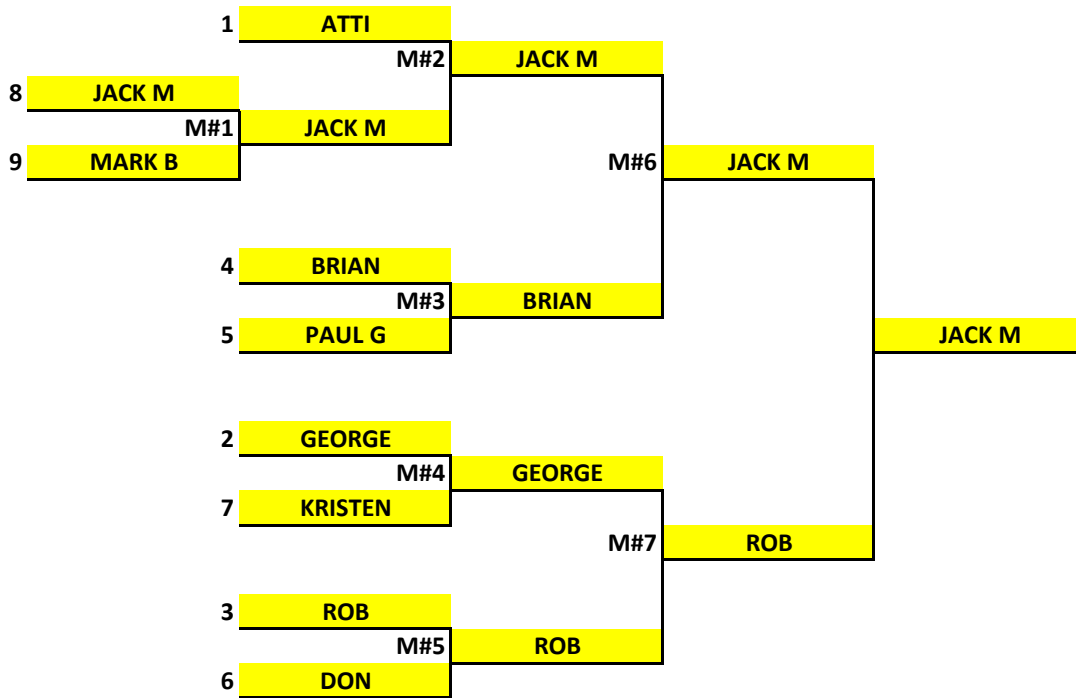 1 ATTI
M#2 JACK M
8 JACK M
M#1 JACK M
9 MARK B
M#6 JACK M
4 BRIAN
M#3 BRIAN
5 PAUL G
JACK M
2 GEORGE
M#4 GEORGE
7 KRISTEN
M#7 ROB
3 ROB
M#5 ROB
6 DON